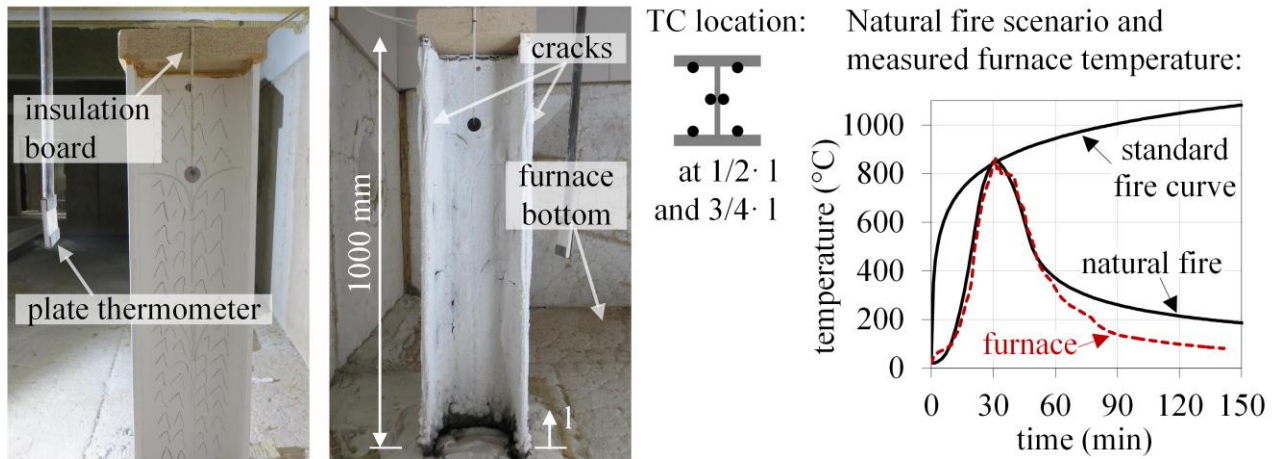 insulation
board
plate thermometer
cracks
1000 mm
furnace
bottom
l
TC location:
at 1/2· l
and 3/4· l
Natural fire scenario and
measured furnace temperature:
temperature (°C)
1000
800
600
400
200
0
standard
fire curve
natural fire
furnace
0 30 60 90 120 150
time (min)